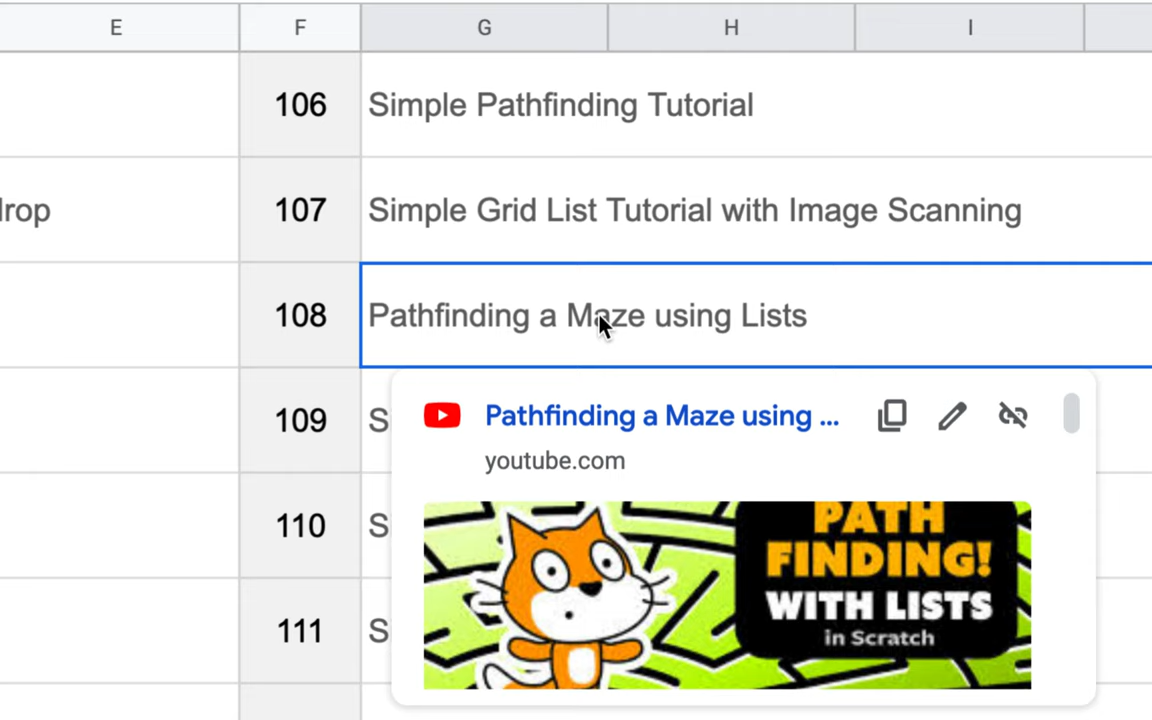 E F G H I
106 Simple Pathfinding Tutorial
drop 107 Simple Grid List Tutorial with Image Scanning
108 Pathfinding a Maze using Lists
109 S
Pathfinding a Maze using ...
youtube.com
110 S
PATH
FINDING!
WITH LISTS
in Scratch
111 S